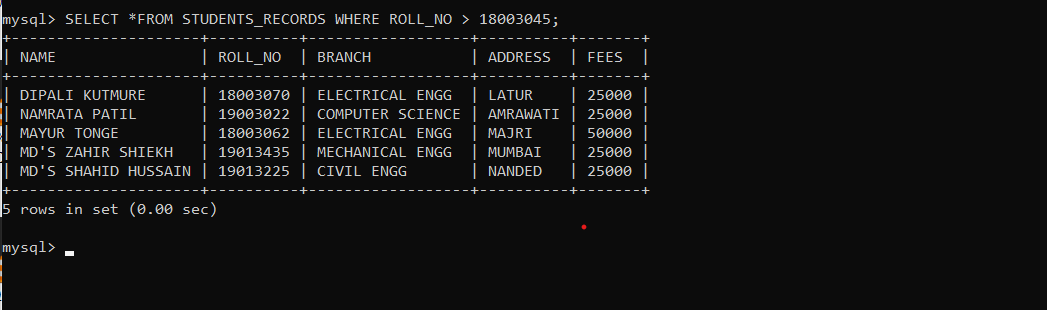 mysql> SELECT *FROM STUDENTS_RECORDS WHERE ROLL_NO > 18003045;
+---------------------+----------+------------------+----------+-------+
| NAME                | ROLL_NO  | BRANCH           | ADDRESS  | FEES  |
+---------------------+----------+------------------+----------+-------+
| DIPALI KUTMURE      | 18003070 | ELECTRICAL ENGG  | LATUR    | 25000 |
| NAMRATA PATIL       | 19003022 | COMPUTER SCIENCE | AMRAWATI | 25000 |
| MAYUR TONGE         | 18003062 | ELECTRICAL ENGG  | MAJRI    | 50000 |
| MD'S ZAHIR SHIEKH   | 19013435 | MECHANICAL ENGG  | MUMBAI   | 25000 |
| MD'S SHAHID HUSSAIN | 19013225 | CIVIL ENGG       | NANDED   | 25000 |
+---------------------+----------+------------------+----------+-------+
5 rows in set (0.00 sec)
mysql>